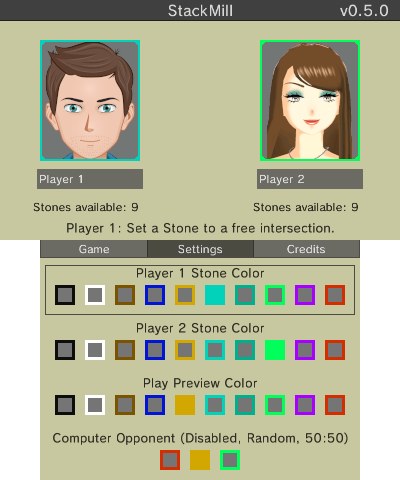 StackMill
v0.5.0
Player 1
Player 2
Stones available: 9
Stones available: 9
Player 1: Set a Stone to a free intersection.
Game
Settings
Credits
Player 1 Stone Color
Player 2 Stone Color
Play Preview Color
Computer Opponent (Disabled, Random, 50:50)